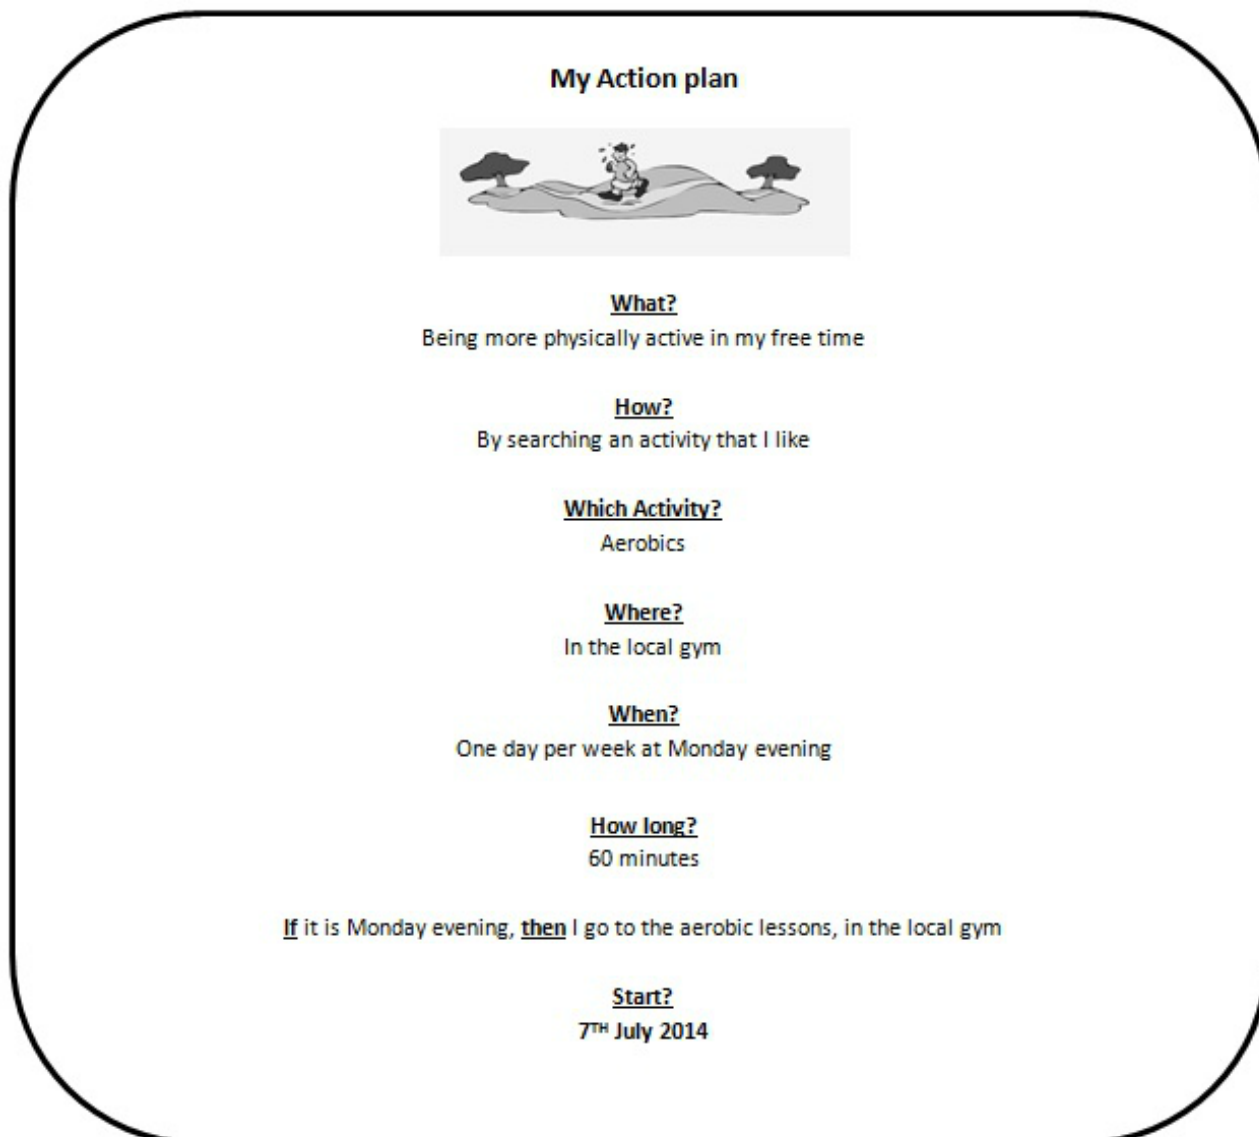 My Action plan
What?
Being more physically active in my free time
How?
By searching an activity that I like
Which Activity?
Aerobics
Where?
In the local gym
When?
One day per week at Monday evening
How long?
60 minutes
If it is Monday evening, then I go to the aerobic lessons, in the local gym
Start?
7TH July 2014